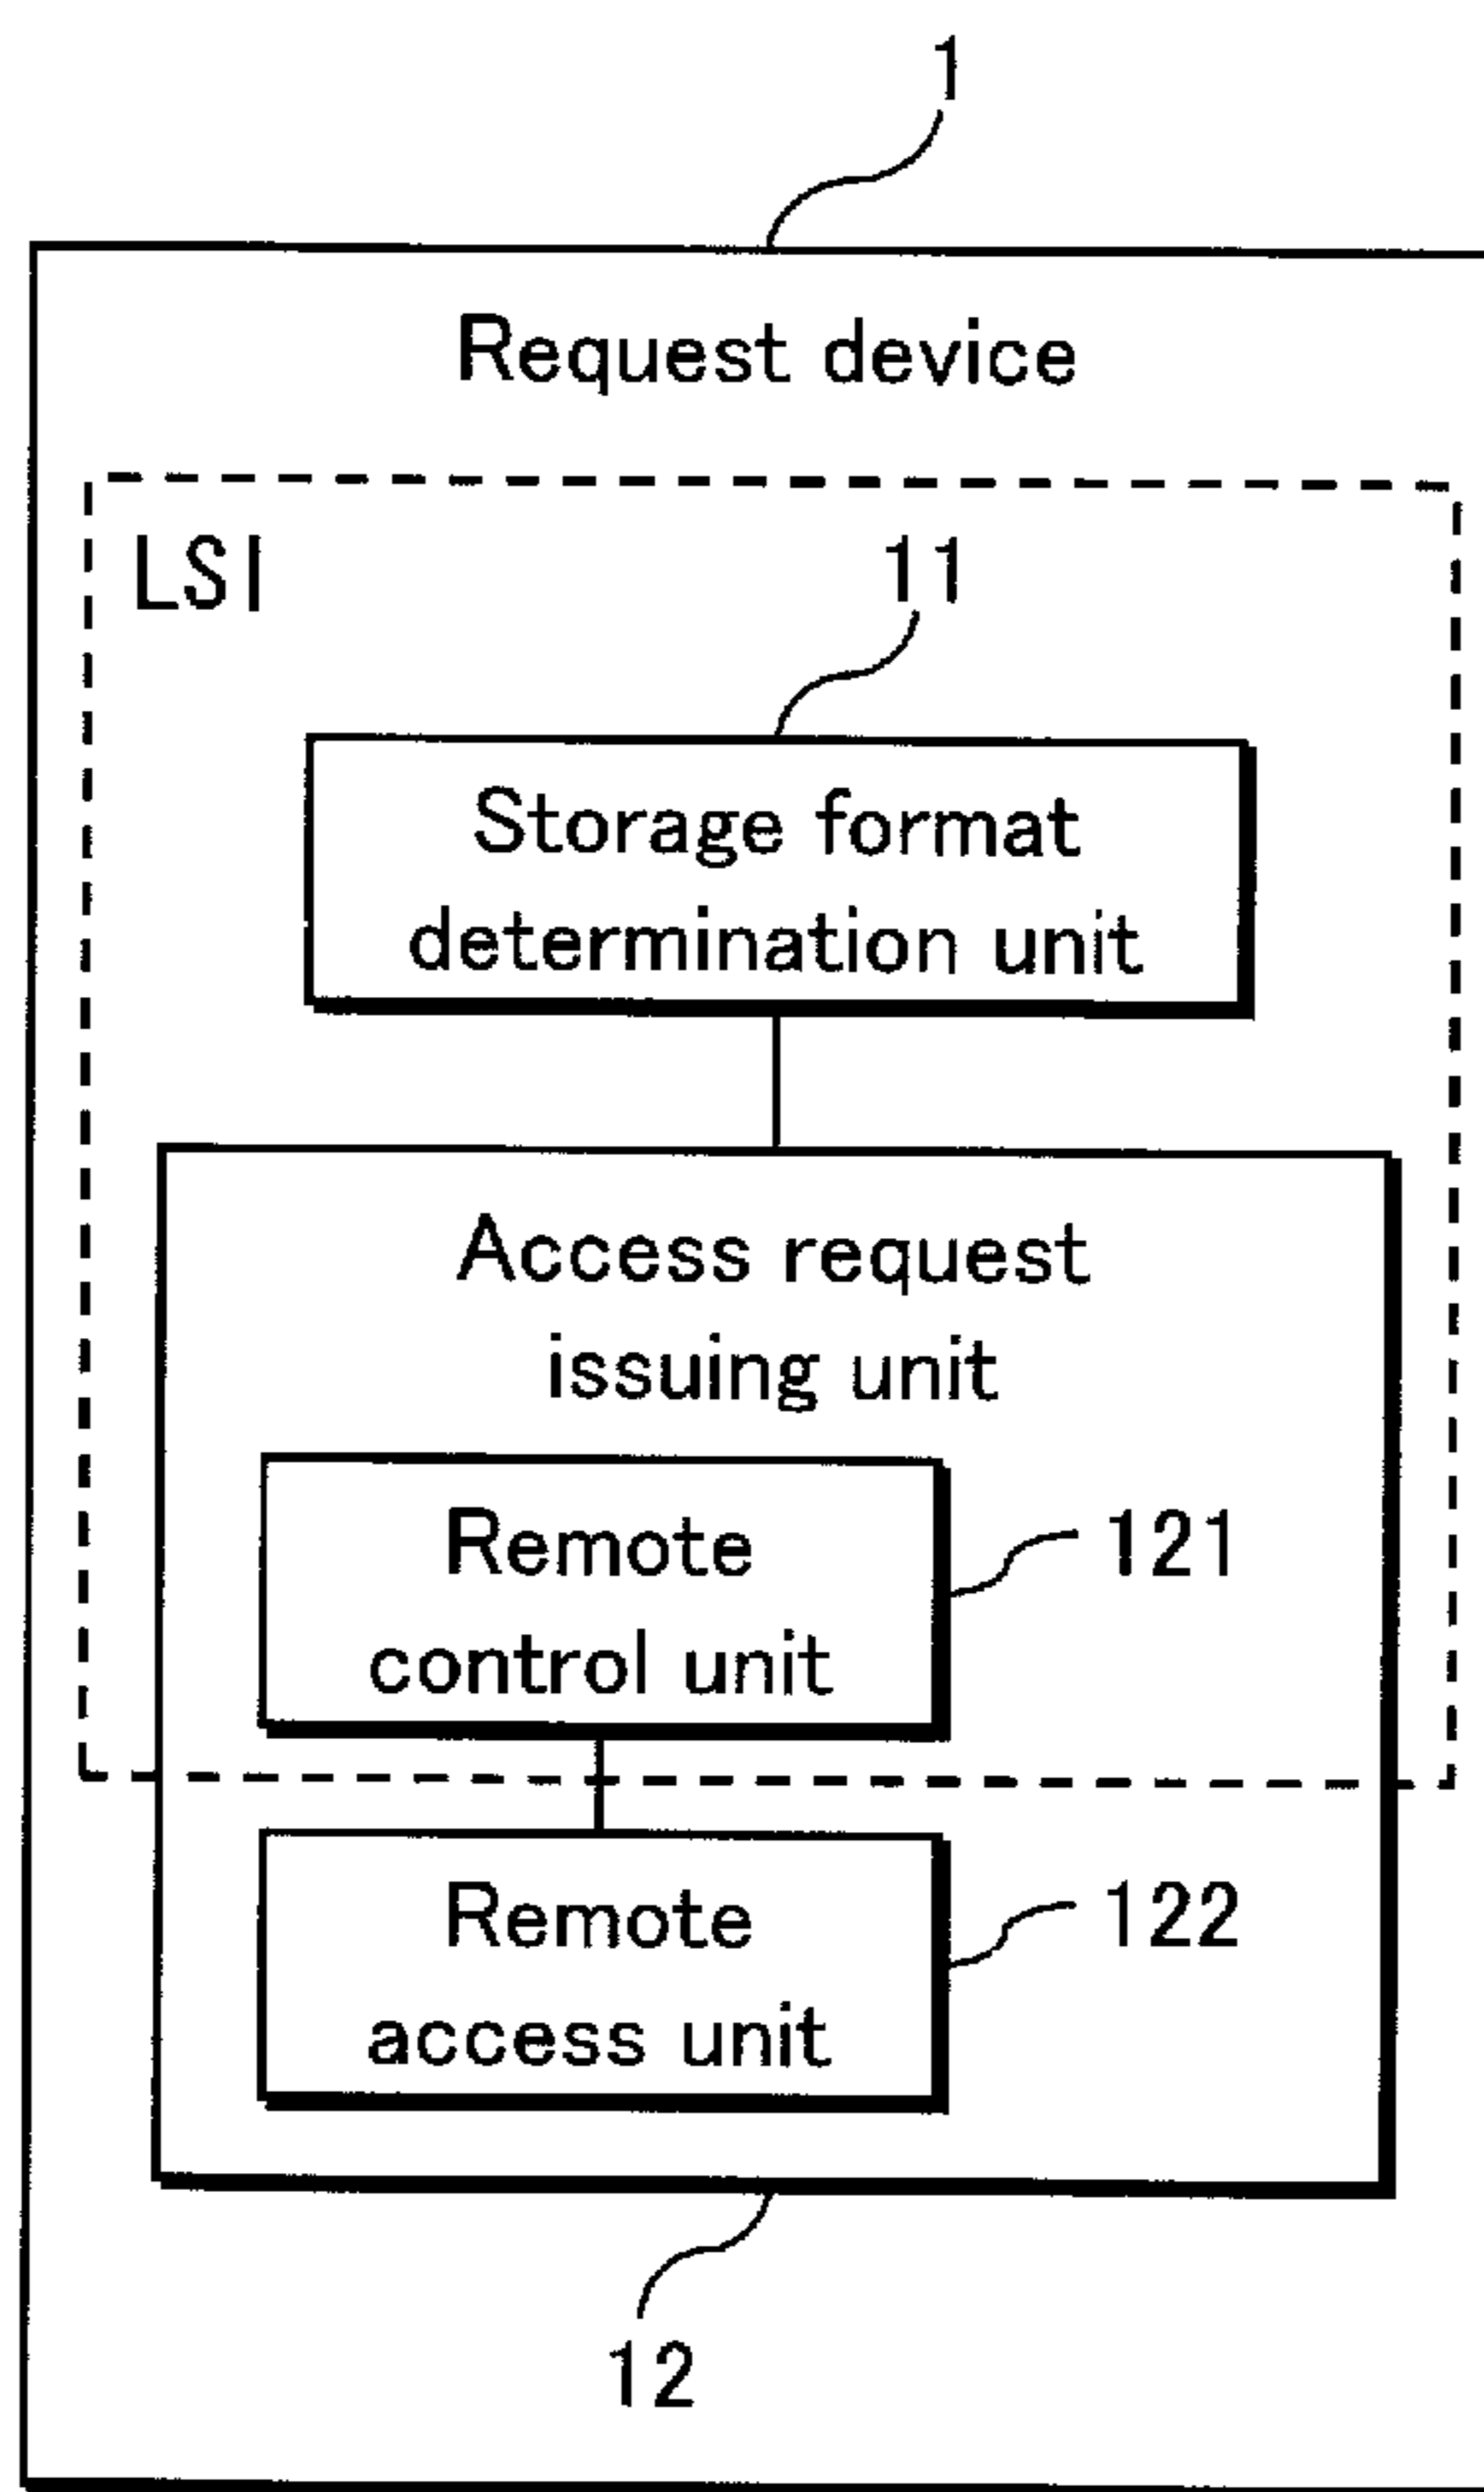 1
Request device
LSI
11
Storage format
determination unit
Access request
issuing unit
Remote
control unit
121
Remote
access unit
122
12